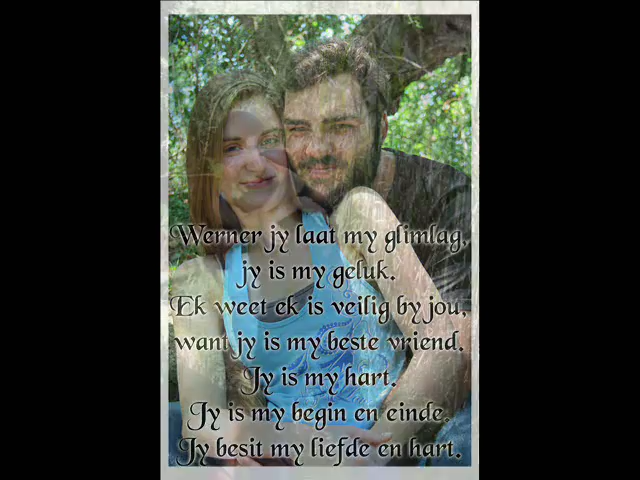 Werner jy laat my glimlag,
jy is my geluk.
Ek weet ek is veilig by jou,
want jy is my beste vriend.
Jy is my hart.
Jy is my begin en einde.
Jy besit my liefde en hart.